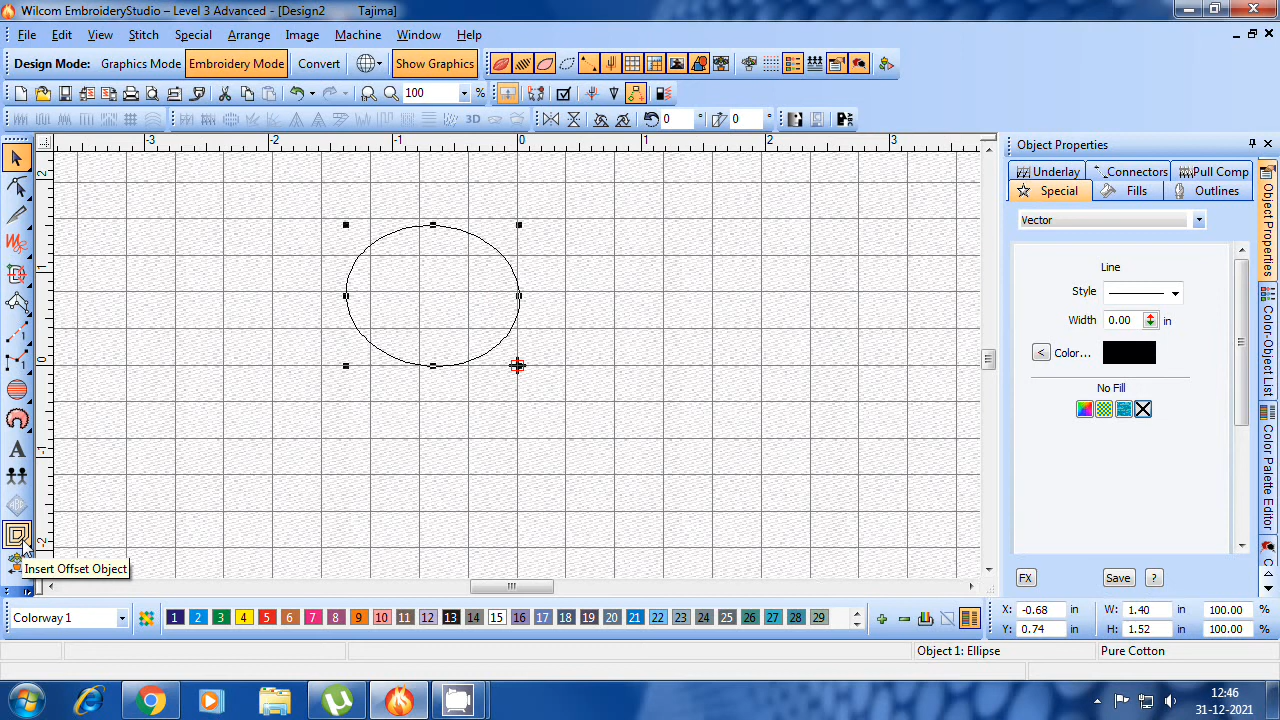 Wilcom EmbroideryStudio – Level 3 Advanced - [Design2 Tajima]
File Edit View Stitch Special Arrange Image Machine Window Help
Design Mode: Graphics Mode Embroidery Mode Convert Show Graphics
100 %
3D 0 ° 0 °
-3 -2 -1 0 1 2 3
2
1
0
-1
-2
Object Properties
Underlay Connectors Pull Comp
Special Fills Outlines
Vector
Line
Style
Width 0.00 in
< Color...
No Fill
FX Save ?
Object Properties
Color-Object List
Color Palette Editor
C
A
ABC
Insert Offset Object
Colorway 1 1 2 3 4 5 6 7 8 9 10 11 12 13 14 15 16 17 18 19 20 21 22 23 24 25 26 27 28 29
X: -0.68 in W: 1.40 in 100.00 %
Y: 0.74 in H: 1.52 in 100.00 %
Object 1: Ellipse Pure Cotton
12:46
31-12-2021